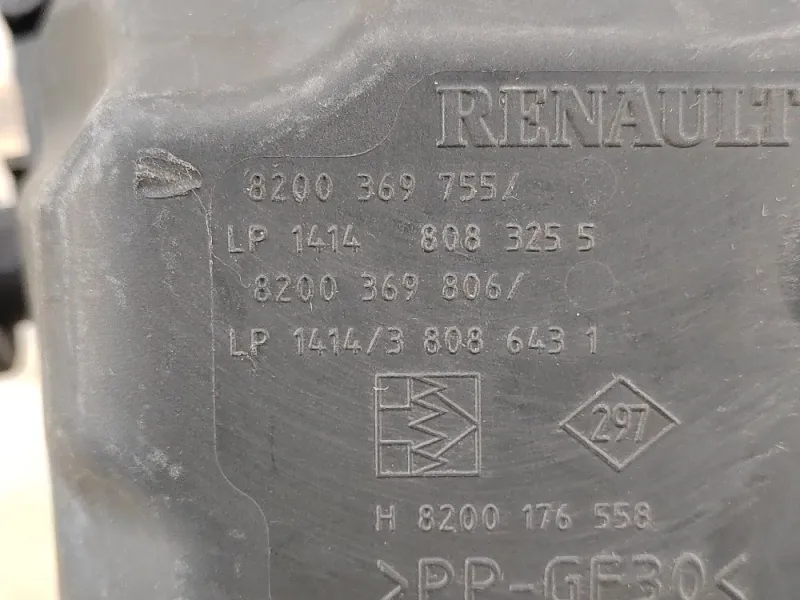 RENAULT
8200 369 755/
LP 1414 808 325 5
8200 369 806/
LP 1414/3 808 643 1
297
H 8200 176 558
>PP-GF30<